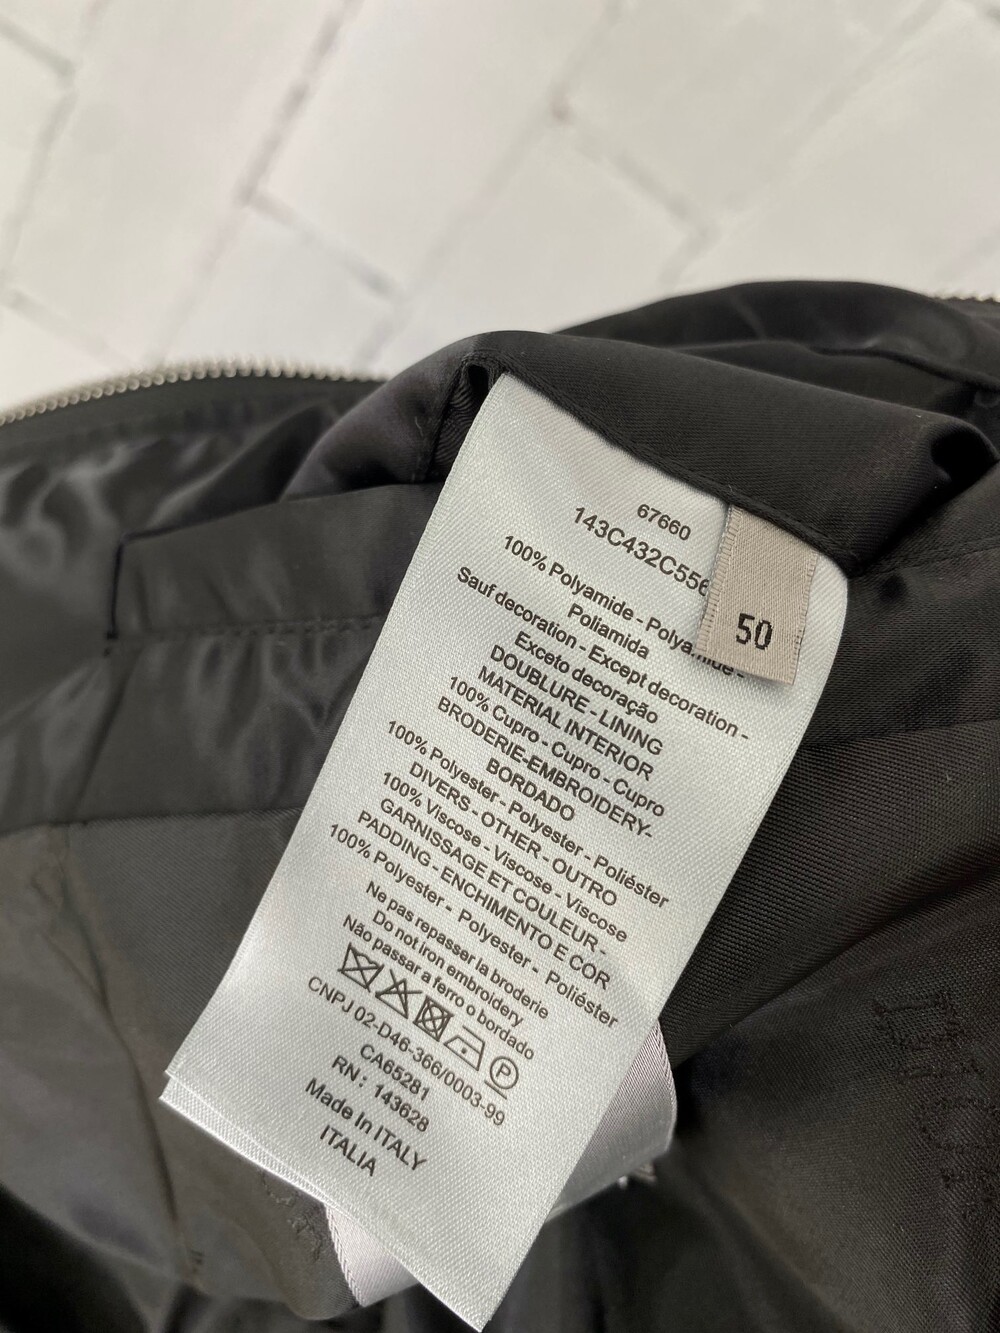 67660
143C432C556
50
100% Polyamide - Polyamide -
Poliamida
Sauf decoration - Except decoration -
Exceto decoração
DOUBLURE - LINING
MATERIAL INTERIOR
100% Cupro - Cupro - Cupro
BRODERIE-EMBROIDERY-
BORDADO
100% Polyester - Polyester - Poliéster
DIVERS - OTHER - OUTRO
100% Viscose - Viscose - Viscose
GARNISSAGE ET COULEUR -
PADDING - ENCHIMENTO E COR
100% Polyester - Polyester - Poliéster
Ne pas repasser la broderie
Do not iron embroidery
Não passar a ferro o bordado
P
CNPJ 02-D46-366/0003-99
CA65281
RN: 143628
Made In ITALY
ITALIA